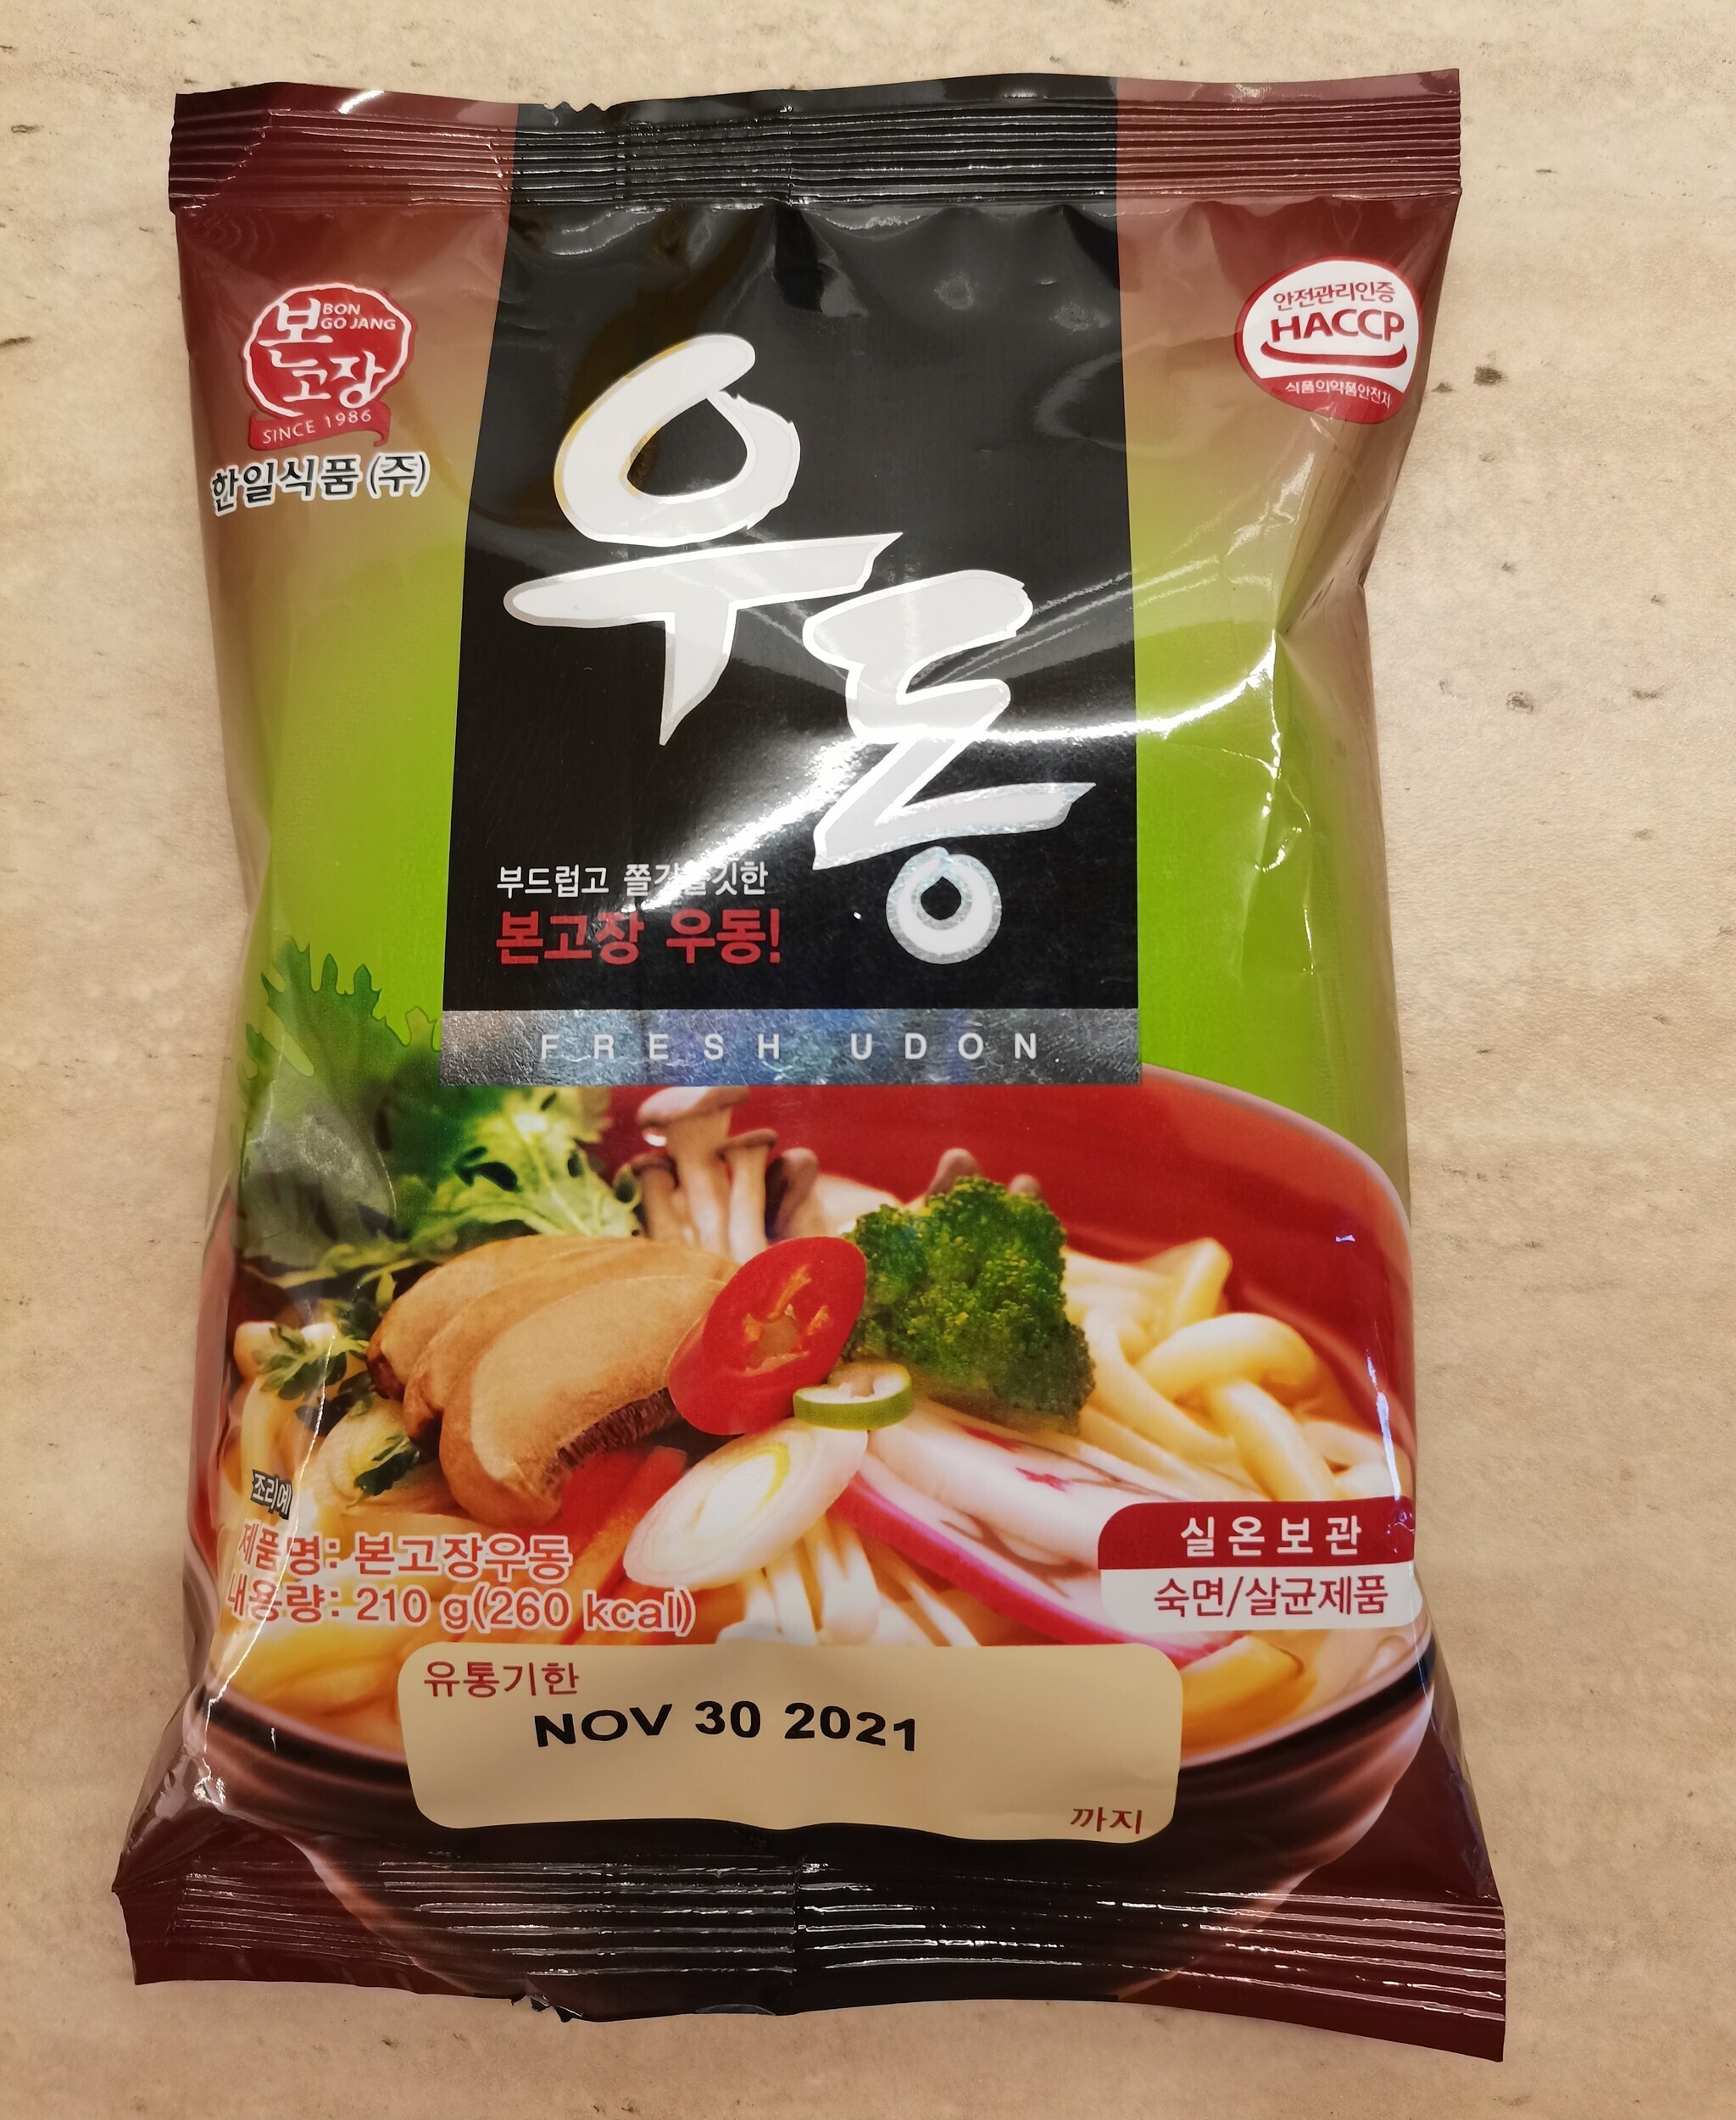 본 BON
GO JANG
고장
SINCE 1986
한일식품(주)
안전관리인증
HACCP
식품의약품안전처
우동
부드럽고
본고장 우동!
FRESH UDON
조리예
제품명: 본고장우동
내용량: 210 g(260 kcal)
실온보관
숙면/살균제품
유통기한
NOV 30 2021
까지